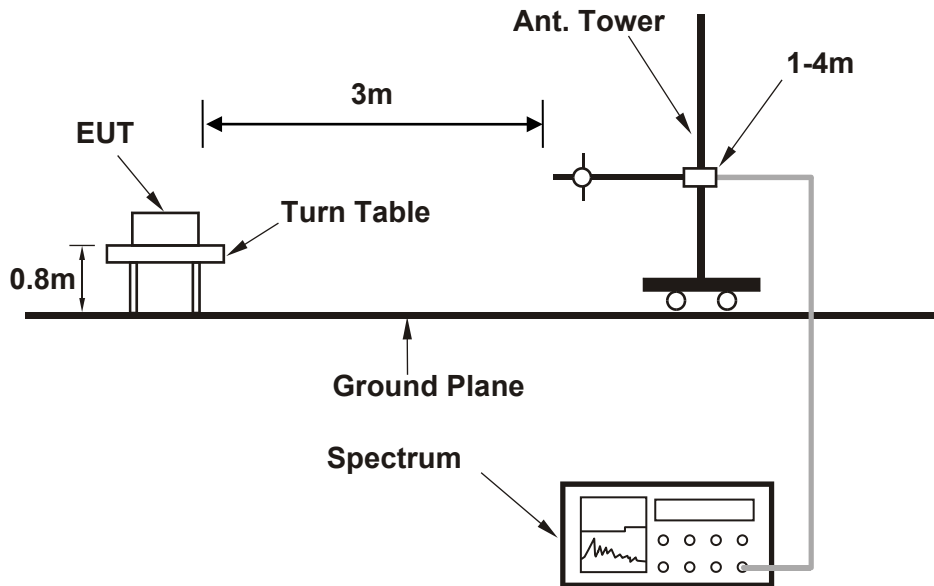 Ant. Tower
1-4m
3m
EUT
Turn Table
0.8m
Ground Plane
Spectrum